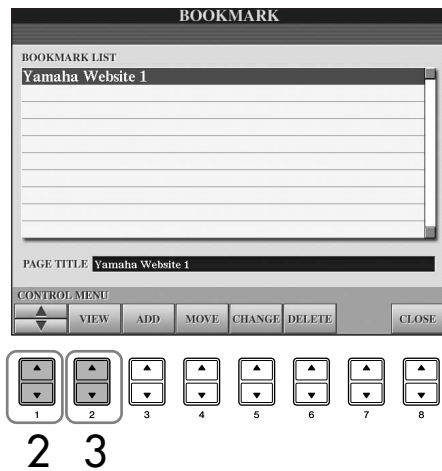 BOOKMARK
BOOKMARK LIST
Yamaha Website 1
PAGE TITLE Yamaha Website 1
CONTROL MENU
VIEW ADD MOVE CHANGE DELETE CLOSE
1 2 3 4 5 6 7 8
2 3